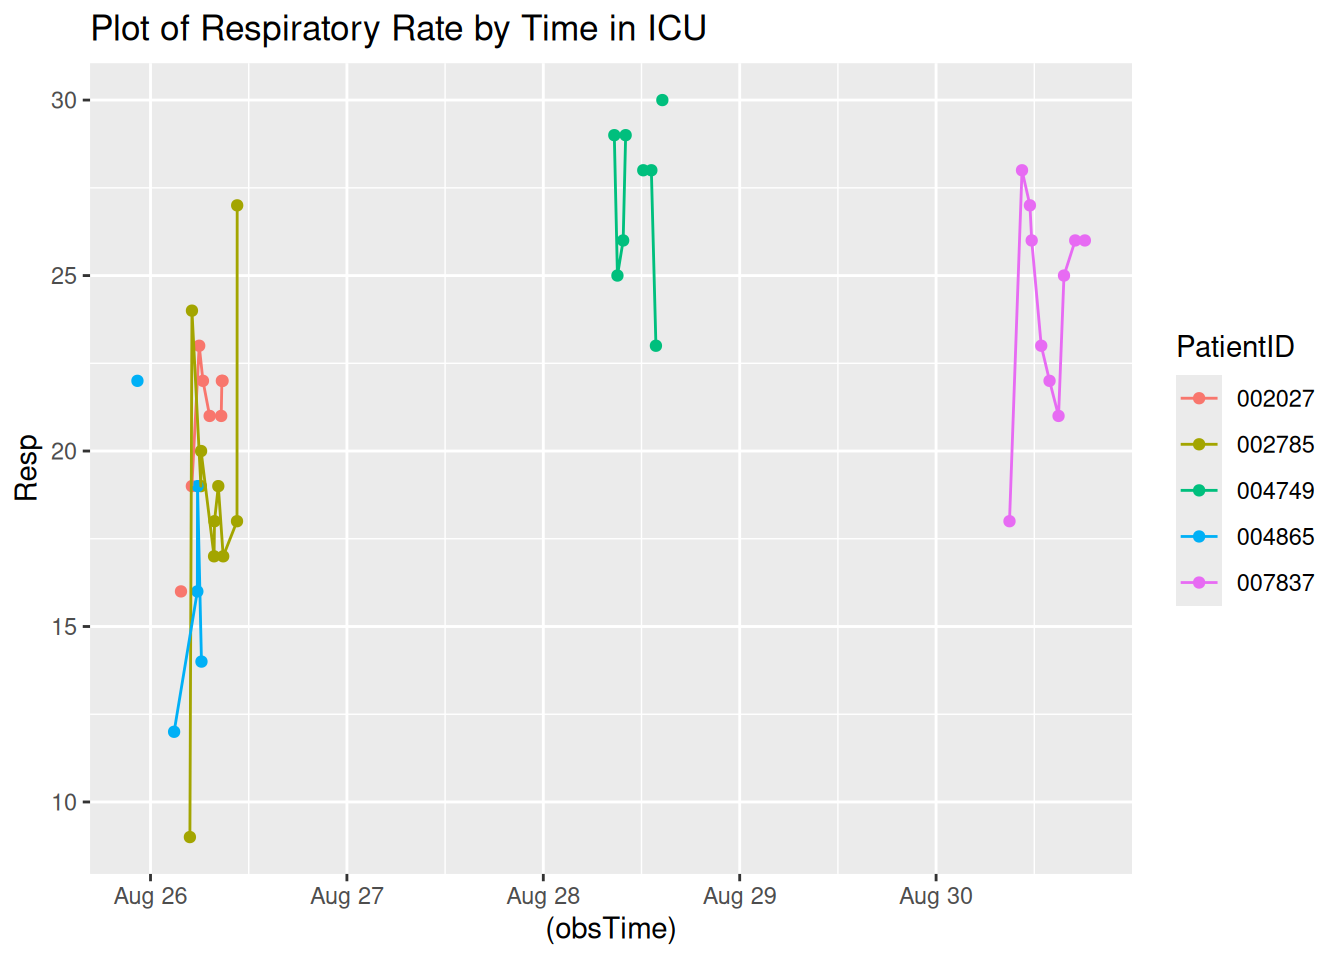 Plot of Respiratory Rate by Time in ICU
30
25
20
15
10
Resp
Aug 26 Aug 27 Aug 28 Aug 29 Aug 30
(obsTime)
PatientID
002027
002785
004749
004865
007837